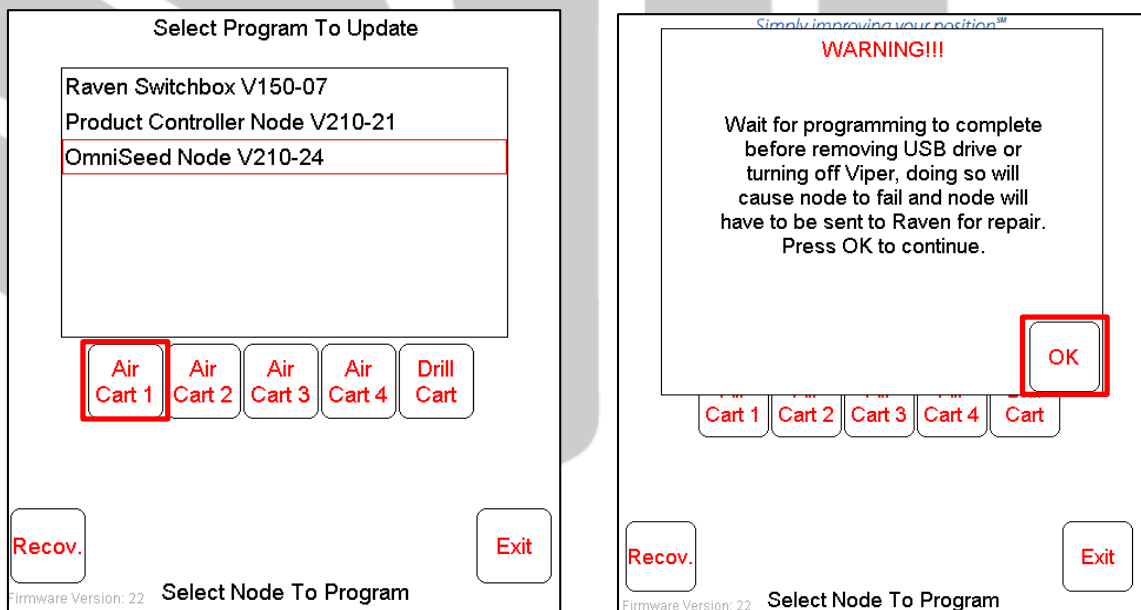 Select Program To Update
Raven Switchbox V150-07
Product Controller Node V210-21
OmniSeed Node V210-24
Air Cart 1
Air Cart 2
Air Cart 3
Air Cart 4
Drill Cart
Recov.
Exit
Firmware Version: 22
Select Node To Program
Simply improving your position℠
WARNING!!!
Wait for programming to complete
before removing USB drive or
turning off Viper, doing so will
cause node to fail and node will
have to be sent to Raven for repair.
Press OK to continue.
OK
Cart 1
Cart 2
Cart 3
Cart 4
Cart
Recov.
Exit
Firmware Version: 22
Select Node To Program